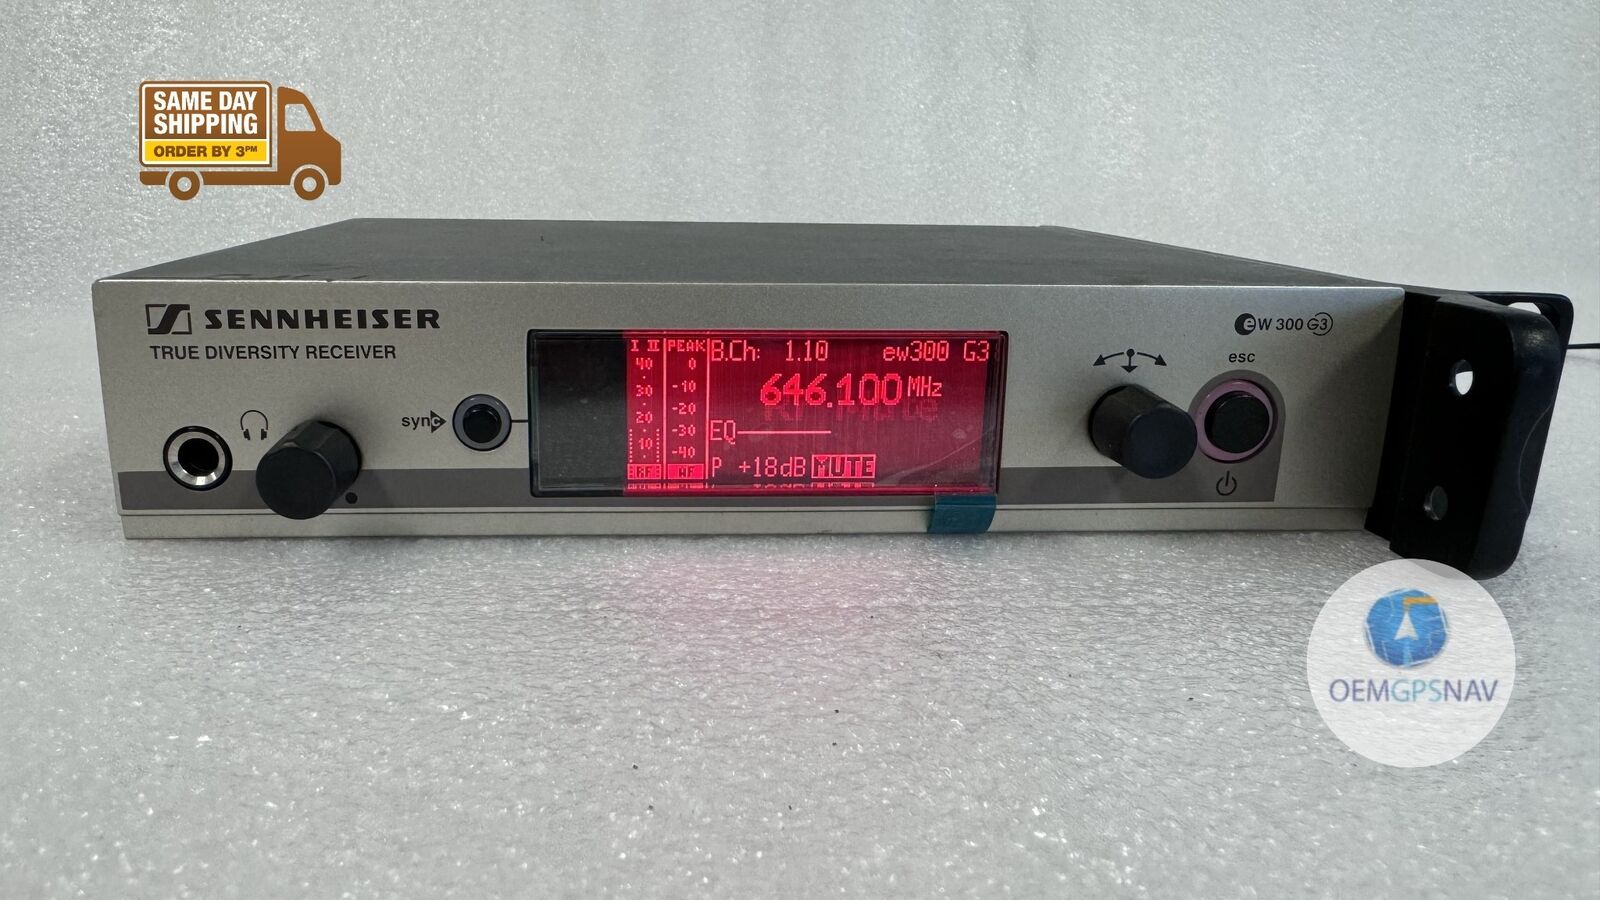 SAME DAY
SHIPPING
ORDER BY 3PM
SENNHEISER
TRUE DIVERSITY RECEIVER
sync
I II
40
30
20
10
RF
PEAK
0
-10
-20
-30
-40
AF
B.Ch: 1.10 ew300 G3
646.100 MHz
EQ
P +18dB MUTE
ew 300 G3
esc
OEMGPSNAV